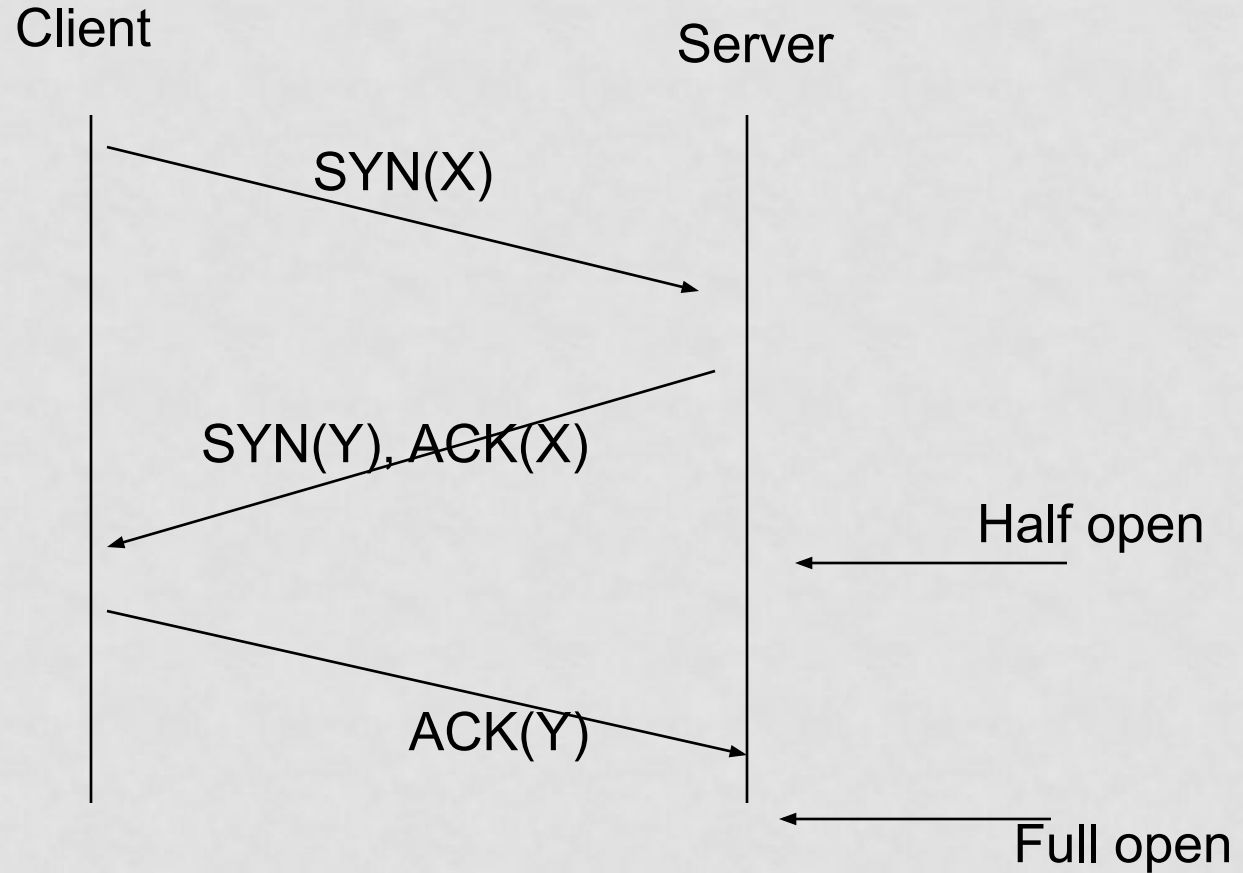 Client
Server
SYN(X)
SYN(Y), ACK(X)
Half open
ACK(Y)
Full open